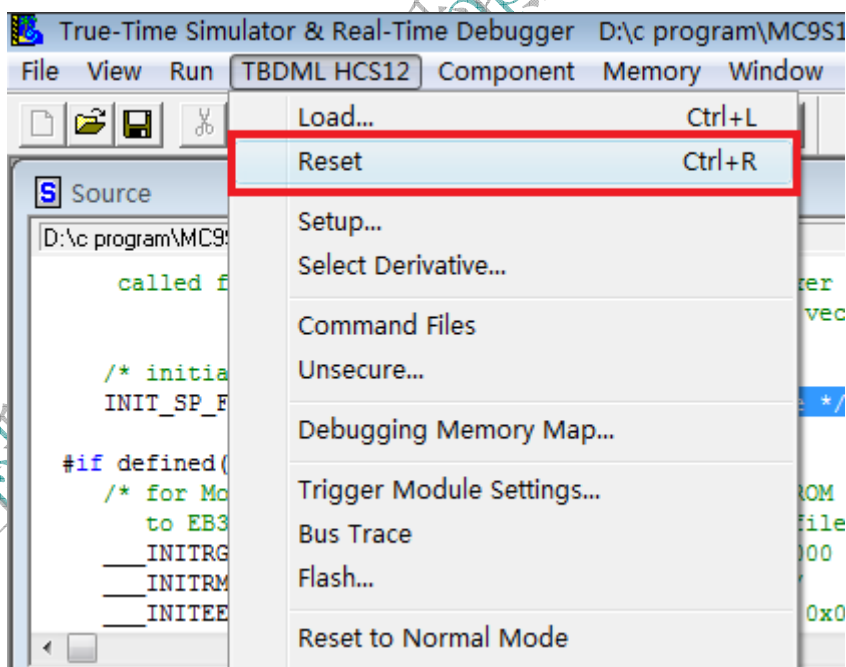 True-Time Simulator & Real-Time Debugger D:\c program\MC9S1
File View Run TBDML HCS12 Component Memory Window
Load... Ctrl+L
Reset Ctrl+R
Setup...
Select Derivative...
Command Files
Unsecure...
Debugging Memory Map...
Trigger Module Settings...
Bus Trace
Flash...
Reset to Normal Mode
S Source
D:\c program\MC9
called f
vec
/* initia
INIT_SP_F */
#if defined(
/* for Mo ROM
to EB3 file
___INITRG 000
___INITRM
___INITEE 0x0